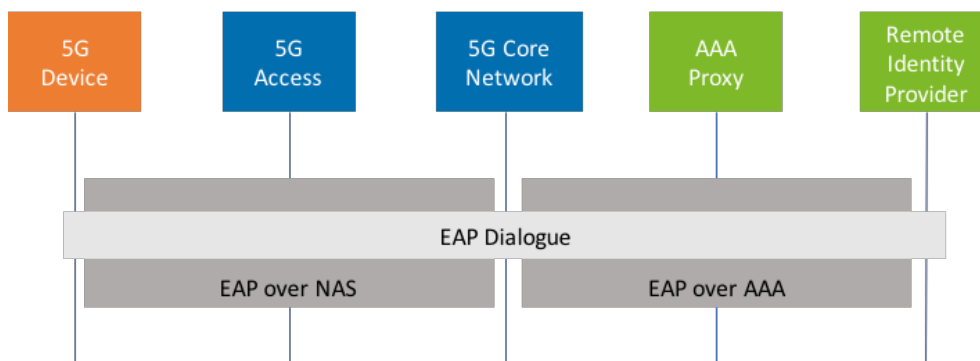 5G
Device
5G
Access
5G Core
Network
AAA
Proxy
Remote
Identity
Provider
EAP Dialogue
EAP over NAS
EAP over AAA